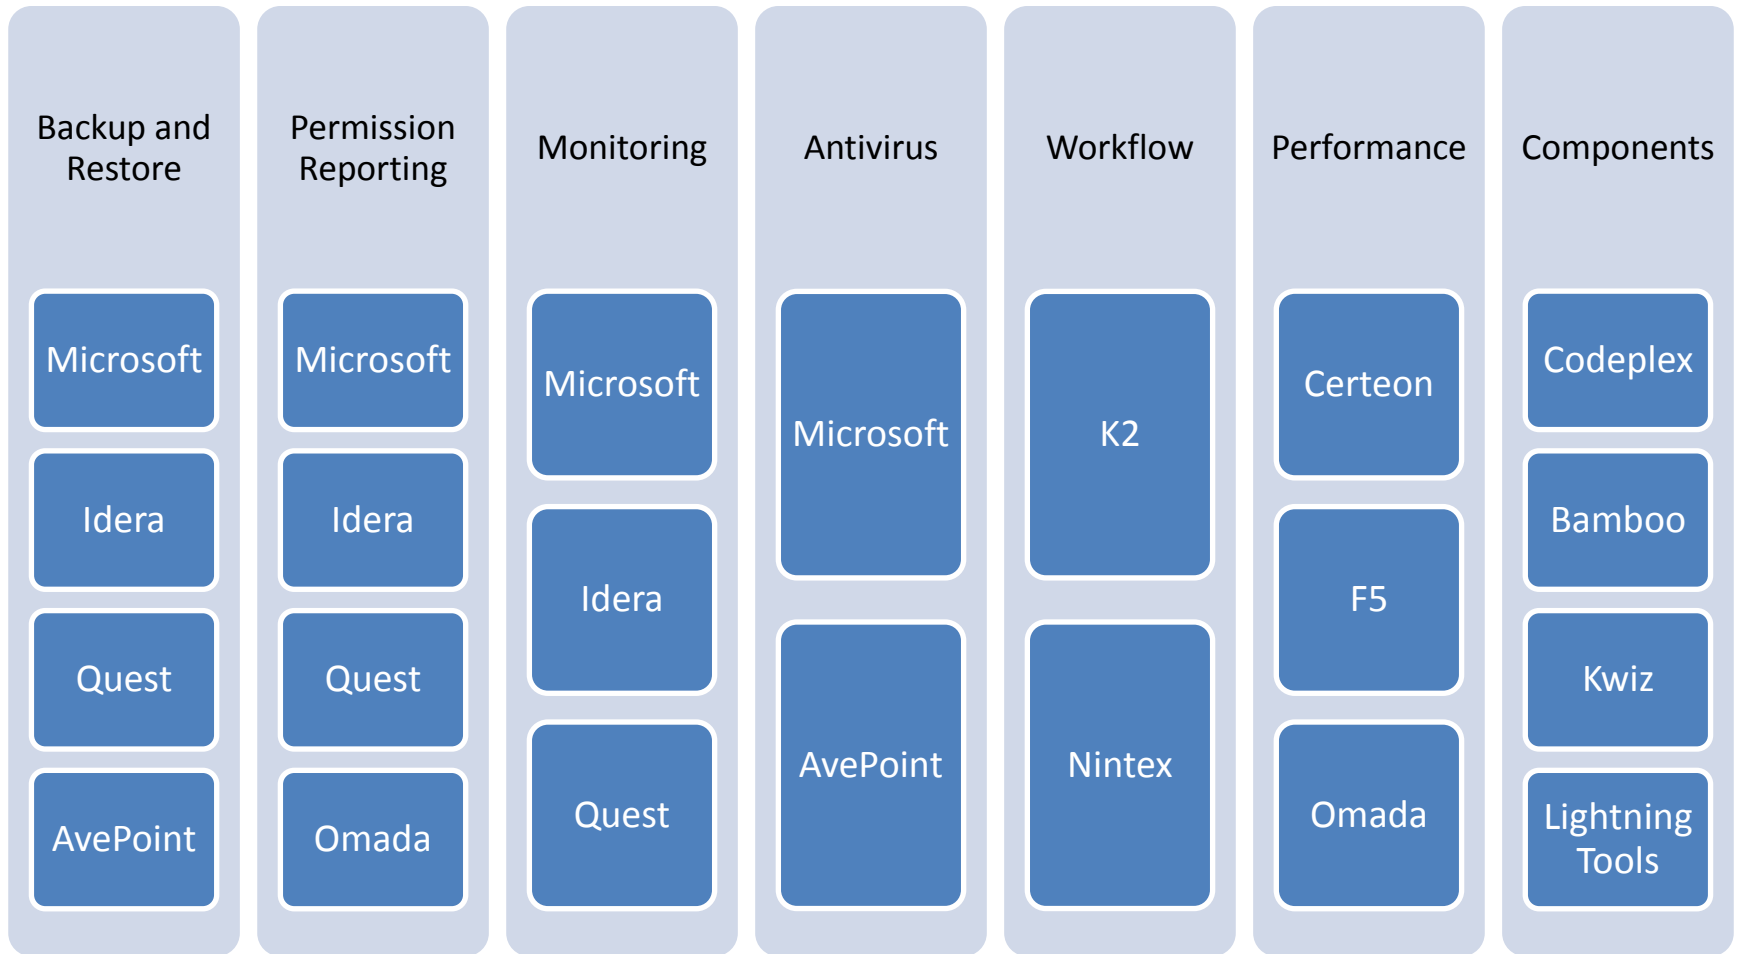 Backup and
Restore
Microsoft
Idera
Quest
AvePoint
Permission
Reporting
Microsoft
Idera
Quest
Omada
Monitoring
Microsoft
Idera
Quest
Antivirus
Microsoft
AvePoint
Workflow
K2
Nintex
Performance
Certeon
F5
Omada
Components
Codeplex
Bamboo
Kwiz
Lightning
Tools